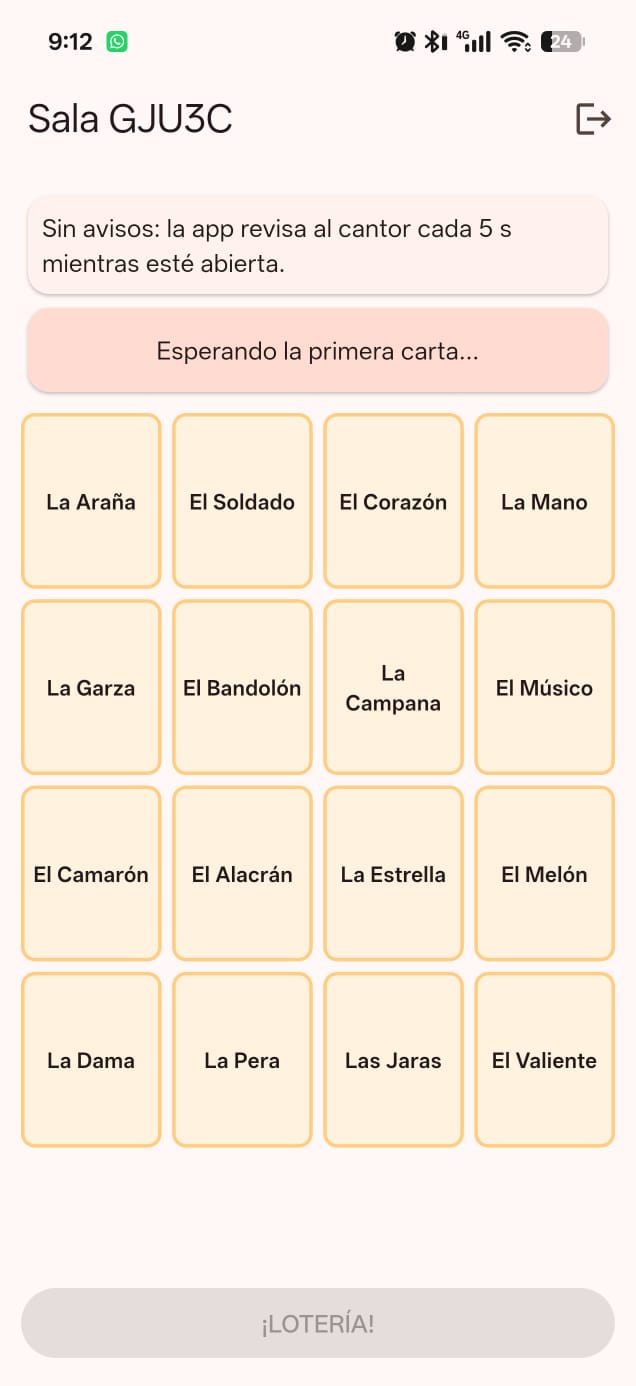 9:12
4G
24
Sala GJU3C
Sin avisos: la app revisa al cantor cada 5 s
mientras esté abierta.
Esperando la primera carta...
La Araña
El Soldado
El Corazón
La Mano
La Garza
El Bandolón
La
Campana
El Músico
El Camarón
El Alacrán
La Estrella
El Melón
La Dama
La Pera
Las Jaras
El Valiente
¡LOTERÍA!